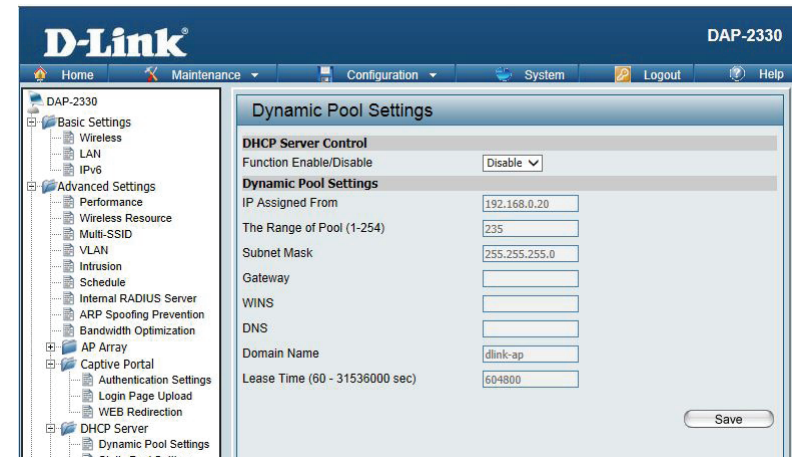 D-Link®
DAP-2330
Home Maintenance Configuration System Logout Help
DAP-2330
Basic Settings
Wireless
LAN
IPv6
Advanced Settings
Performance
Wireless Resource
Multi-SSID
VLAN
Intrusion
Schedule
Internal RADIUS Server
ARP Spoofing Prevention
Bandwidth Optimization
AP Array
Captive Portal
Authentication Settings
Login Page Upload
WEB Redirection
DHCP Server
Dynamic Pool Settings
Dynamic Pool Settings
DHCP Server Control
Function Enable/Disable Disable
Dynamic Pool Settings
IP Assigned From 192.168.0.20
The Range of Pool (1-254) 235
Subnet Mask 255.255.255.0
Gateway
WINS
DNS
Domain Name dlink-ap
Lease Time (60 - 31536000 sec) 604800
Save